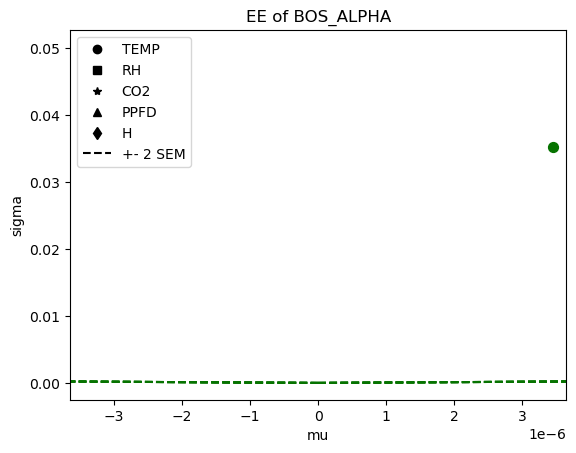 EE of BOS_ALPHA
0.05
0.04
0.03
0.02
0.01
0.00
sigma
TEMP
RH
CO2
PPFD
H
+- 2 SEM
−3
−2
−1
0
1
2
3
1e−6
mu